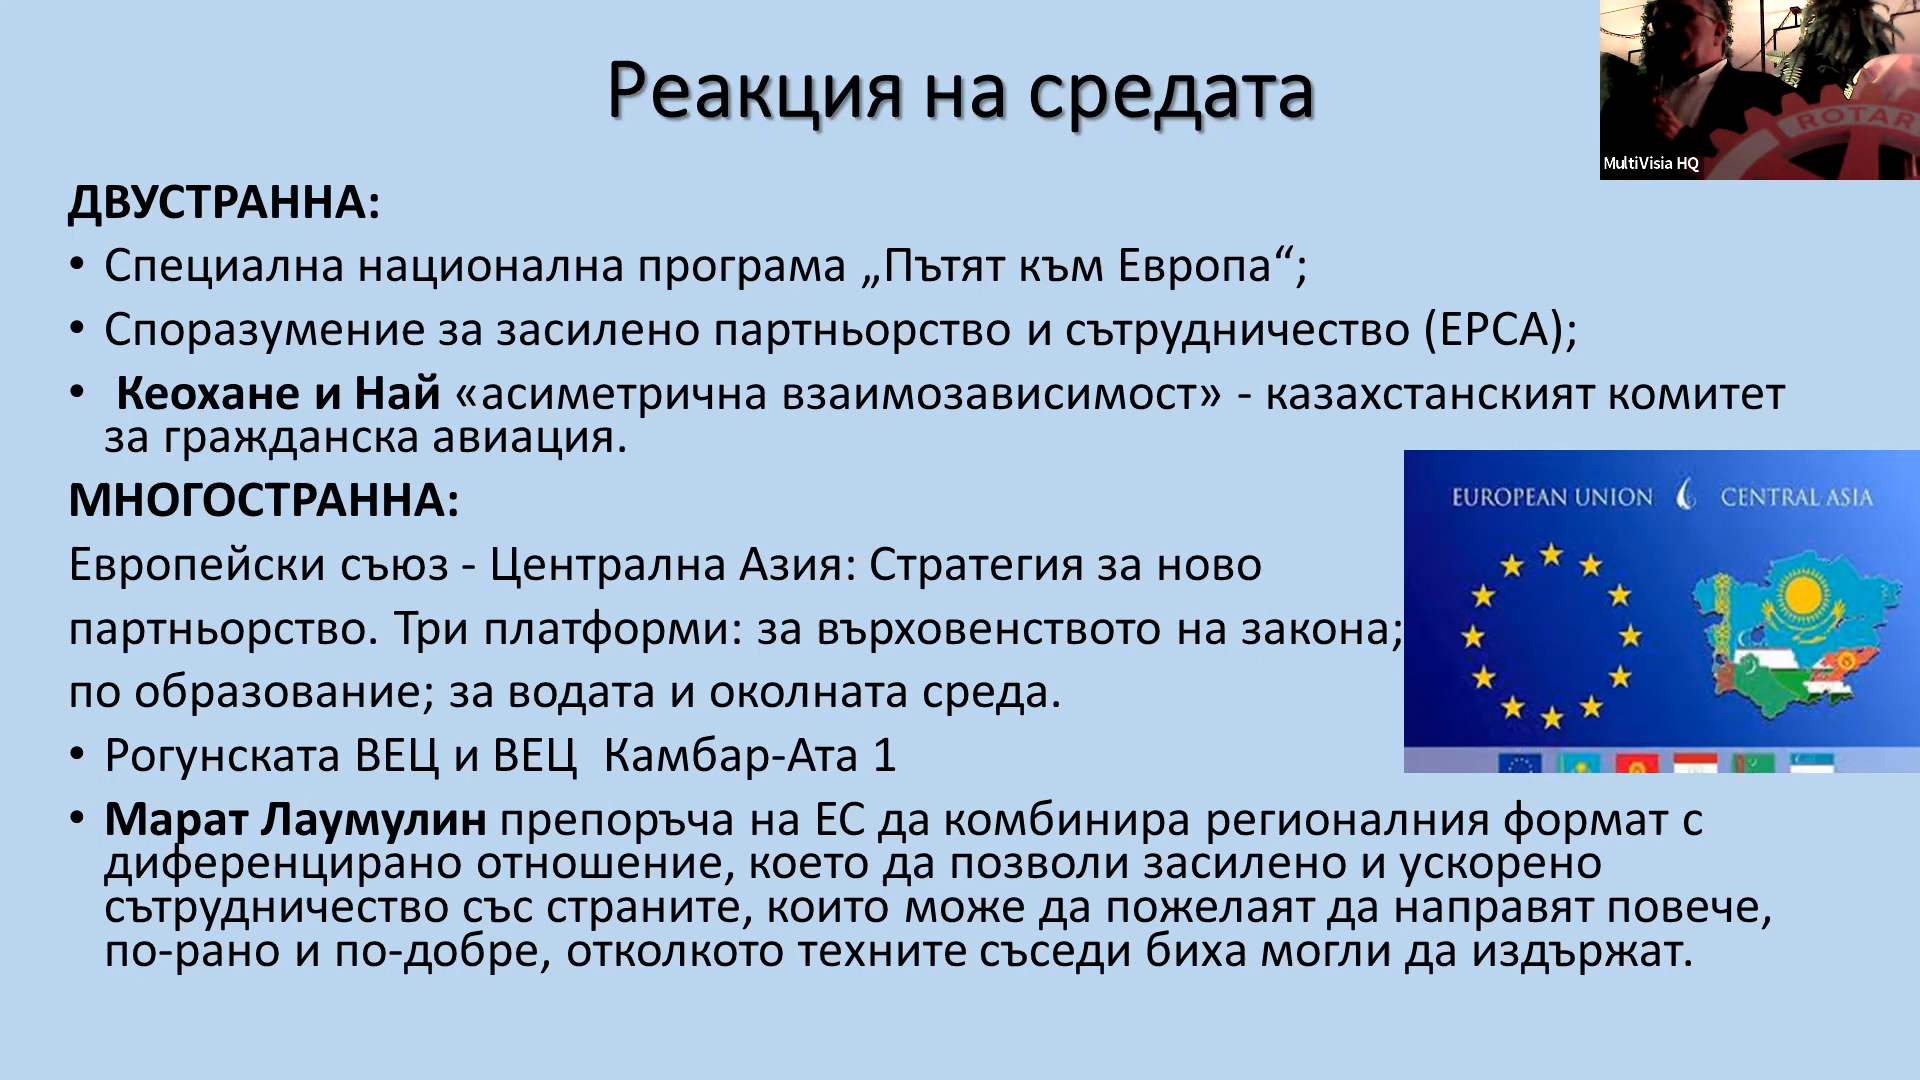 Реакция на средата
MultiVisia HQ
ROTAR
ДВУСТРАННА:
• Специална национална програма „Пътят към Европа“;
• Споразумение за засилено партньорство и сътрудничество (ЕРСА);
• Кеохане и Най «асиметрична взаимозависимост» - казахстанският комитет
за гражданска авиация.
МНОГОСТРАННА:
Европейски съюз - Централна Азия: Стратегия за ново
партньорство. Три платформи: за върховенството на закона;
по образование; за водата и околната среда.
EUROPEAN UNION CENTRAL ASIA
• Рогунската ВЕЦ и ВЕЦ Камбар-Ата 1
• Марат Лаумулин препоръча на ЕС да комбинира регионалния формат с
диференцирано отношение, което да позволи засилено и ускорено
сътрудничество със страните, които може да пожелаят да направят повече,
по-рано и по-добре, отколкото техните съседи биха могли да издържат.